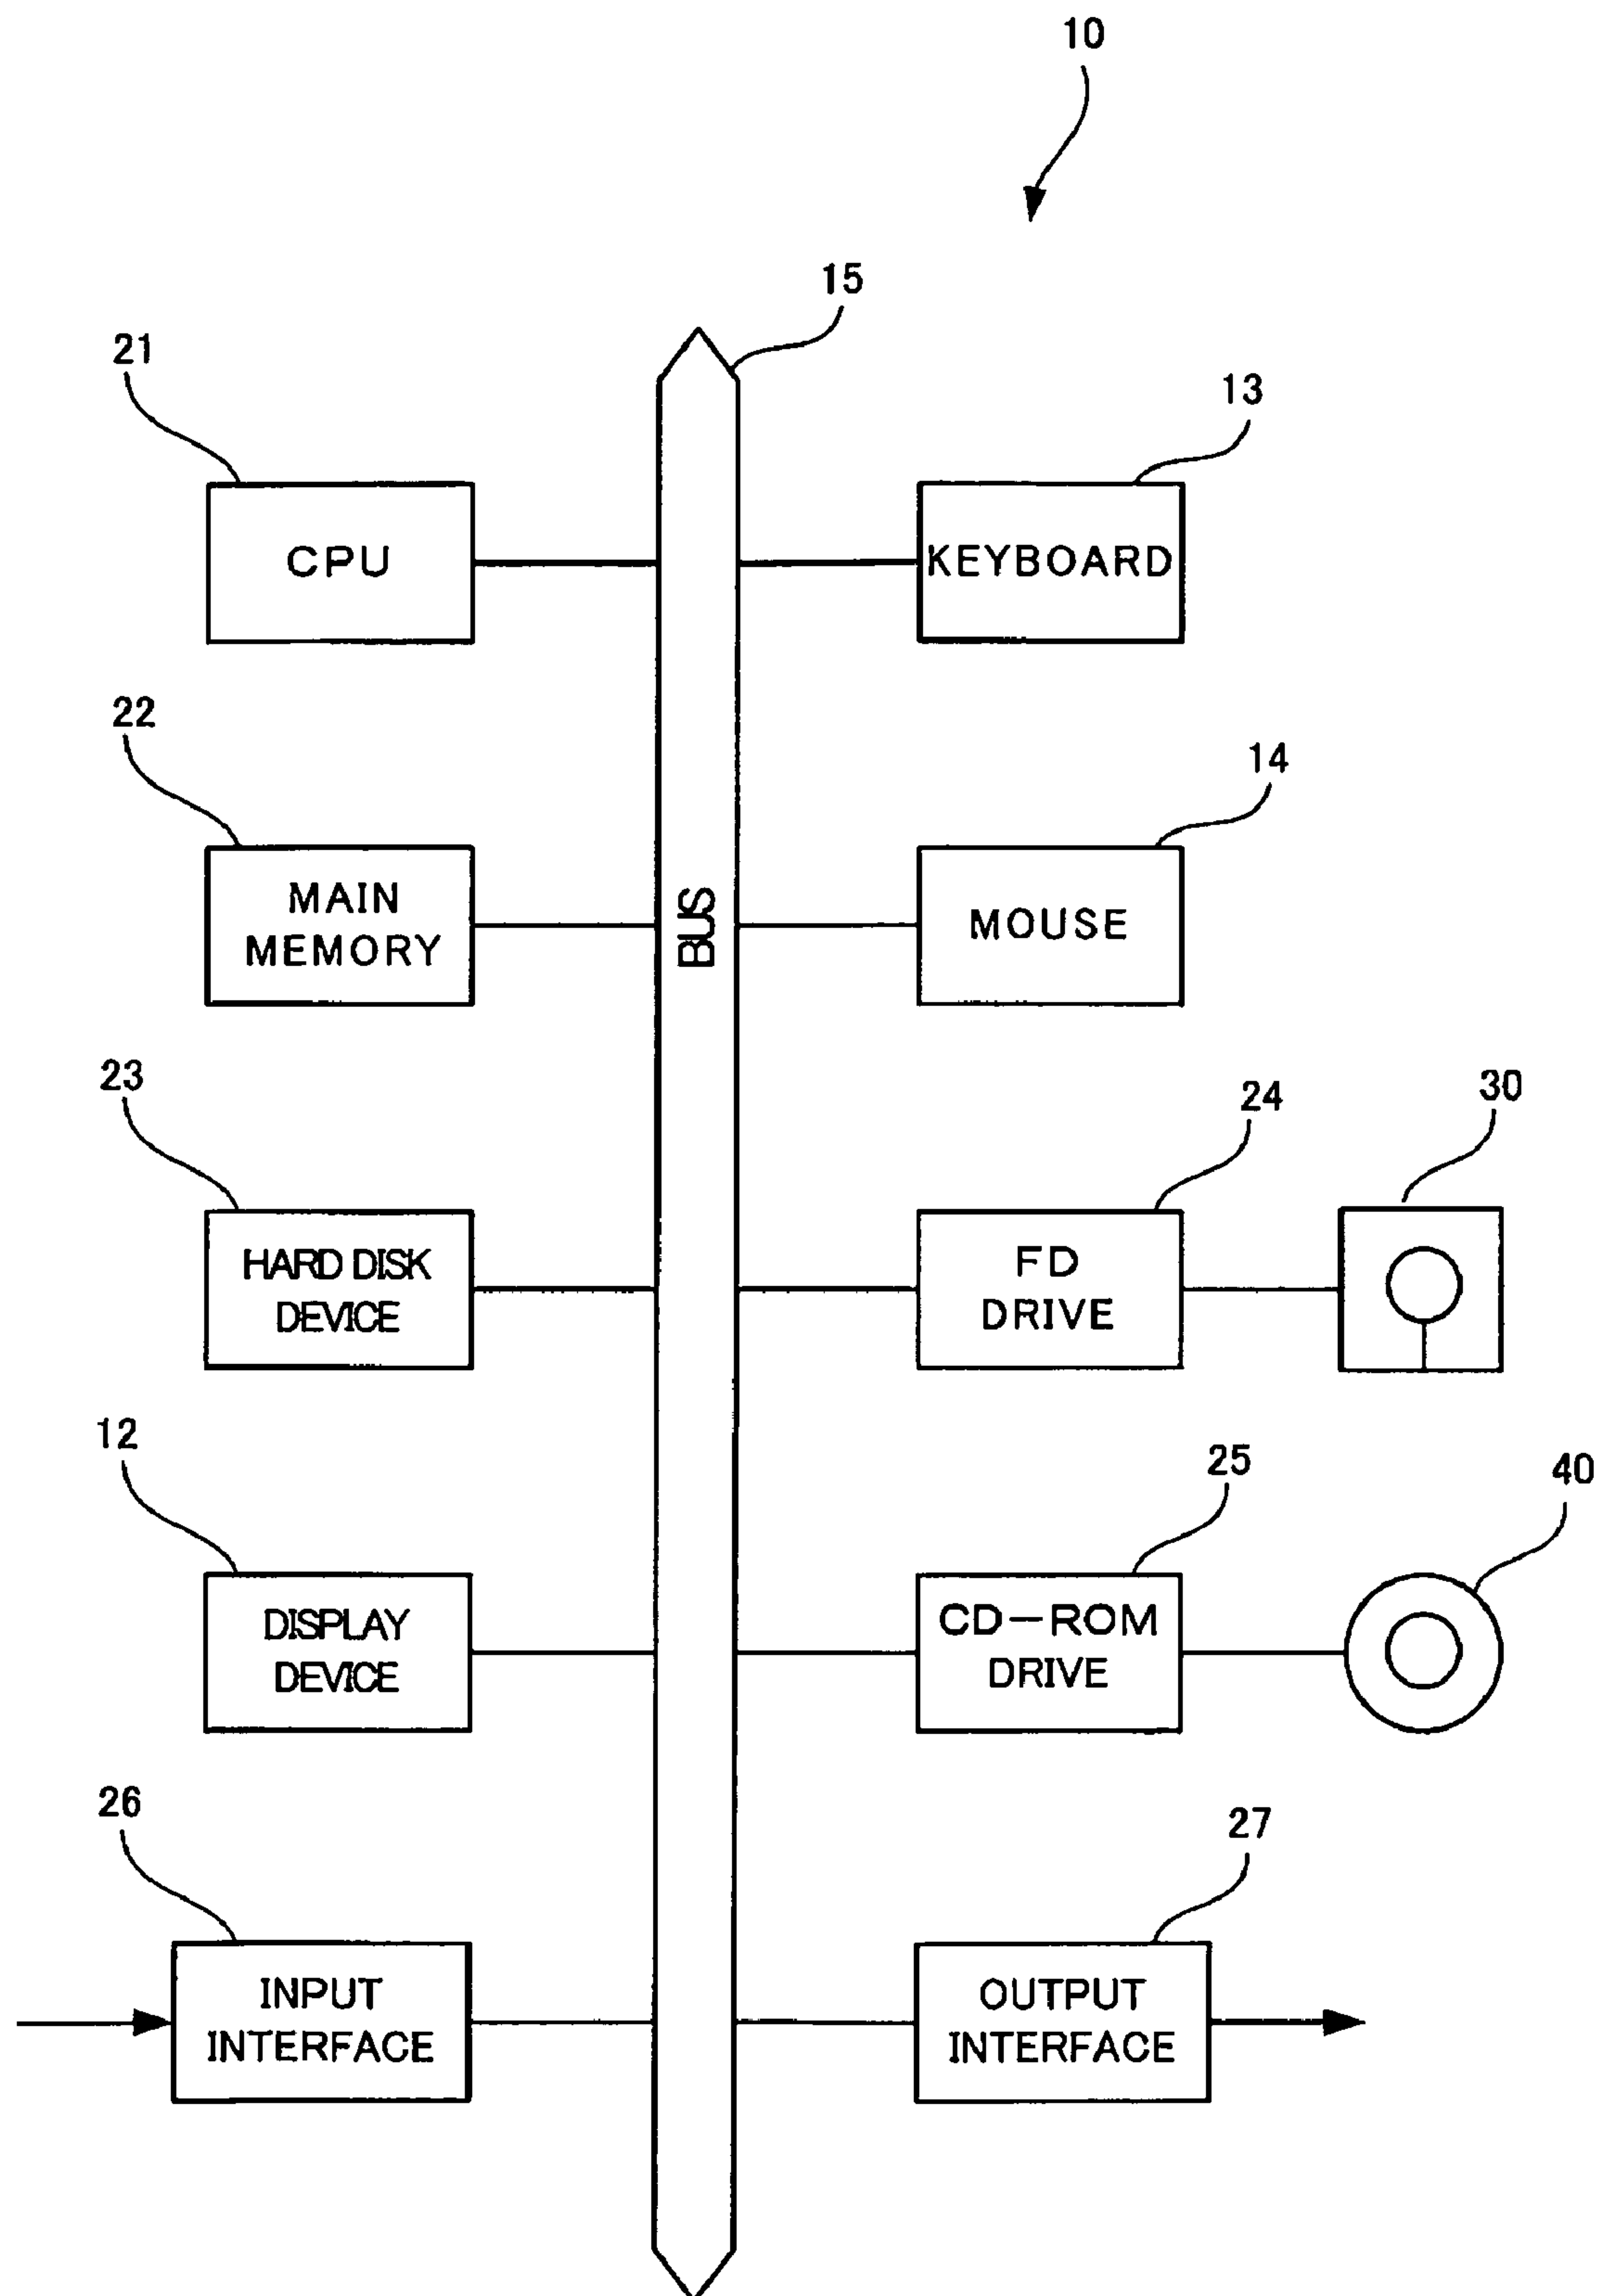 10
15
21
13
CPU
KEYBOARD
22
14
MAIN
MEMORY
BUS
MOUSE
23
24
30
HARD DISK
DEVICE
FD
DRIVE
12
25
40
DISPLAY
DEVICE
CD-ROM
DRIVE
26
27
INPUT
INTERFACE
OUTPUT
INTERFACE